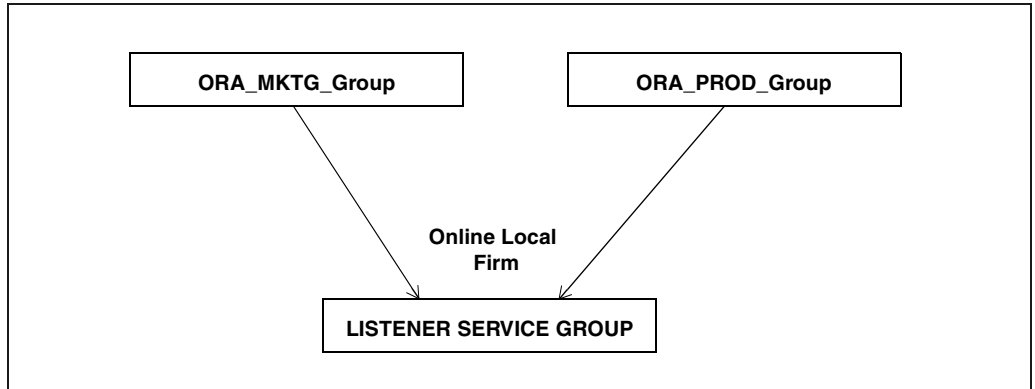 ORA_MKTG_Group
ORA_PROD_Group
Online Local
Firm
LISTENER SERVICE GROUP